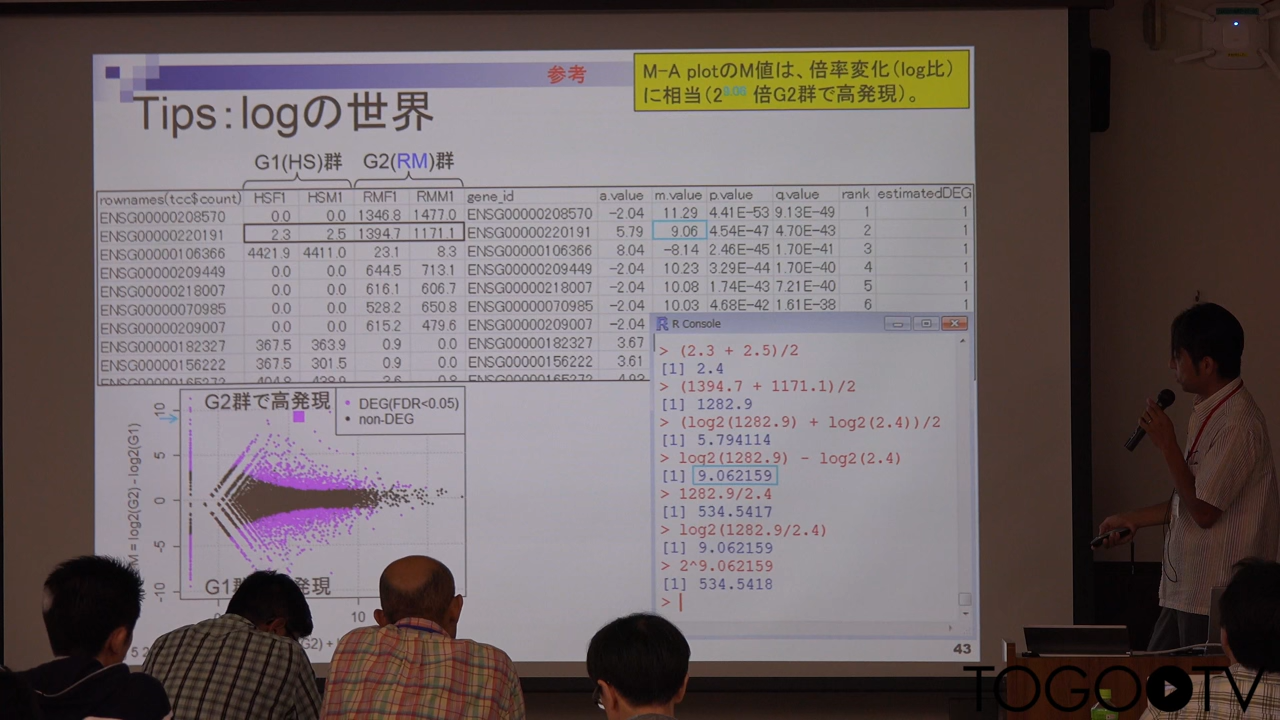 参考
M-A plotのM値は、倍率変化(log比)
に相当(2^9.06 倍G2群で高発現)。
Tips:logの世界
G1(HS)群 G2(RM)群
rownames(tcc$count) HSF1 HSM1 RMF1 RMM1 gene_id a.value m.value p.value q.value rank estimatedDEG
ENSG00000208570 0.0 0.0 1346.8 1477.0 ENSG00000208570 -2.04 11.29 4.41E-53 9.13E-49 1 1
ENSG00000220191 2.3 2.5 1394.7 1171.1 ENSG00000220191 5.79 9.06 4.54E-47 4.70E-43 2 1
ENSG00000106366 4421.9 4411.0 23.1 8.3 ENSG00000106366 8.04 -8.14 2.46E-45 1.70E-41 3 1
ENSG00000209449 0.0 0.0 644.5 713.1 ENSG00000209449 -2.04 10.23 3.29E-44 1.70E-40 4 1
ENSG00000218007 0.0 0.0 616.1 606.7 ENSG00000218007 -2.04 10.08 1.74E-43 7.21E-40 5 1
ENSG00000070985 0.0 0.0 528.2 650.8 ENSG00000070985 -2.04 10.03 4.68E-42 1.61E-38 6 1
ENSG00000209007 0.0 0.0 615.2 479.6 ENSG00000209007 -2.04
ENSG00000182327 367.5 363.9 0.9 0.0 ENSG00000182327 3.67
ENSG00000156222 367.5 301.5 0.9 0.0 ENSG00000156222 3.61
R Console
> (2.3 + 2.5)/2
[1] 2.4
> (1394.7 + 1171.1)/2
[1] 1282.9
> (log2(1282.9) + log2(2.4))/2
[1] 5.794114
> log2(1282.9) - log2(2.4)
[1] 9.062159
> 1282.9/2.4
[1] 534.5417
> log2(1282.9/2.4)
[1] 9.062159
> 2^9.062159
[1] 534.5418
>
G2群で高発現
DEG(FDR<0.05)
non-DEG
M = log2(G2) - log2(G1)
10
5
0
-5
-10
G1 発現
10
43
TOGO TV